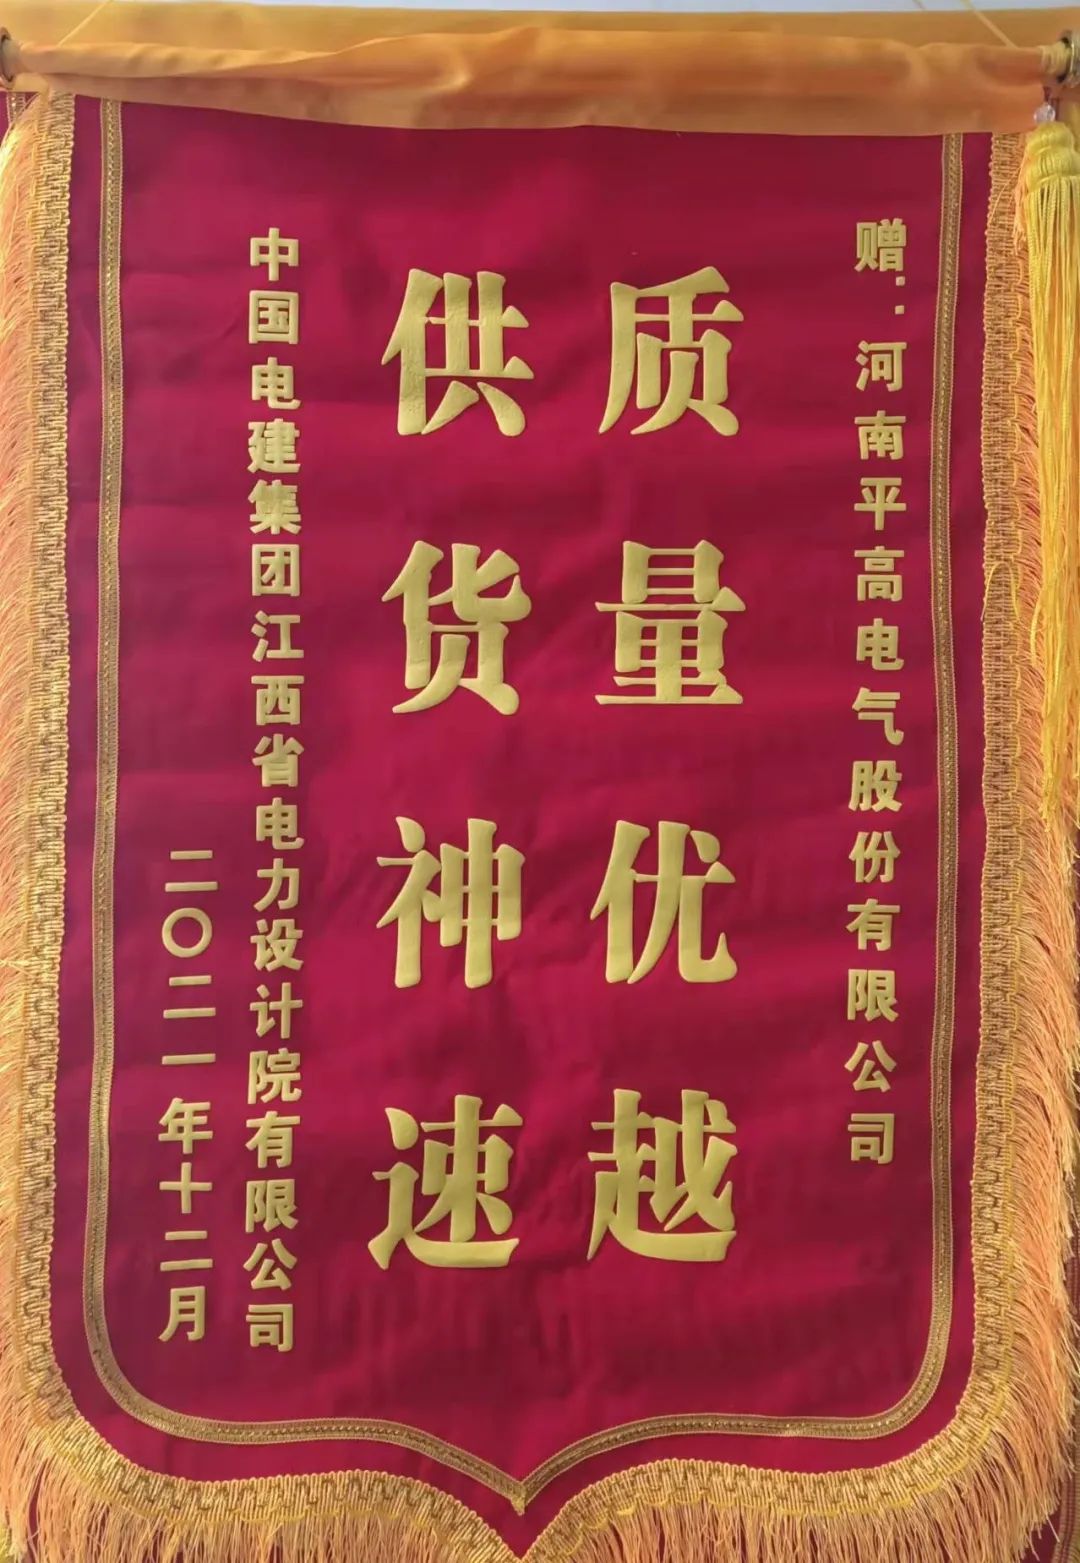 赠：河南平高电气股份有限公司
质量优越
供货神速
中国电建集团江西省电力设计院有限公司
二〇二一年十二月